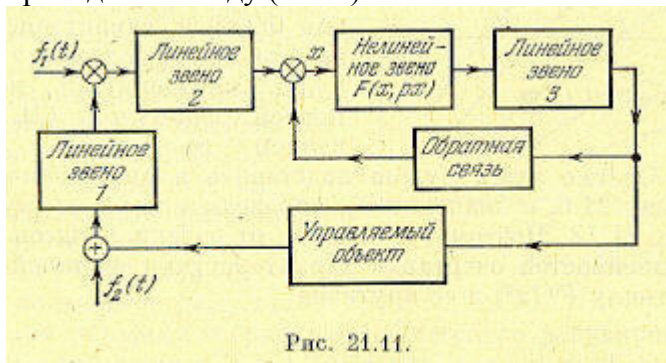 f₁(t)
Линейное
звено
2
x
Нелиней-
ное звено
F(x, px)
Линейное
звено
3
Линейное
звено
1
Обратная
связь
Управляемый
объект
f₂(t)
Рис. 21.11.